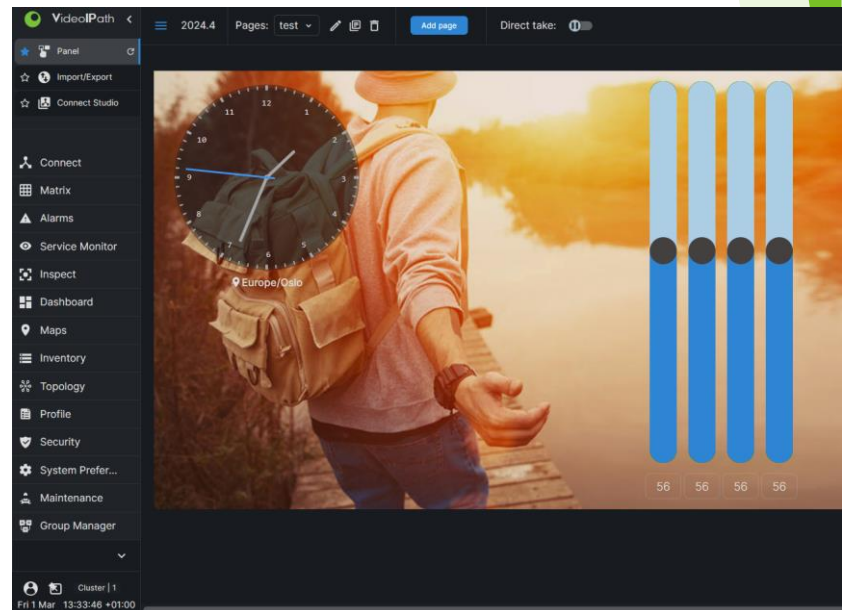 VideoIPath
2024.4
Pages:
test
Add page
Direct take:
Panel
Import/Export
Connect Studio
Connect
Matrix
Alarms
Service Monitor
Inspect
Dashboard
Maps
Inventory
Topology
Profile
Security
System Prefer...
Maintenance
Group Manager
Cluster | 1
Fri 1 Mar 13:33:46 +01:00
12
1
2
3
4
5
6
7
8
9
10
11
Europe/Oslo
56
56
56
56